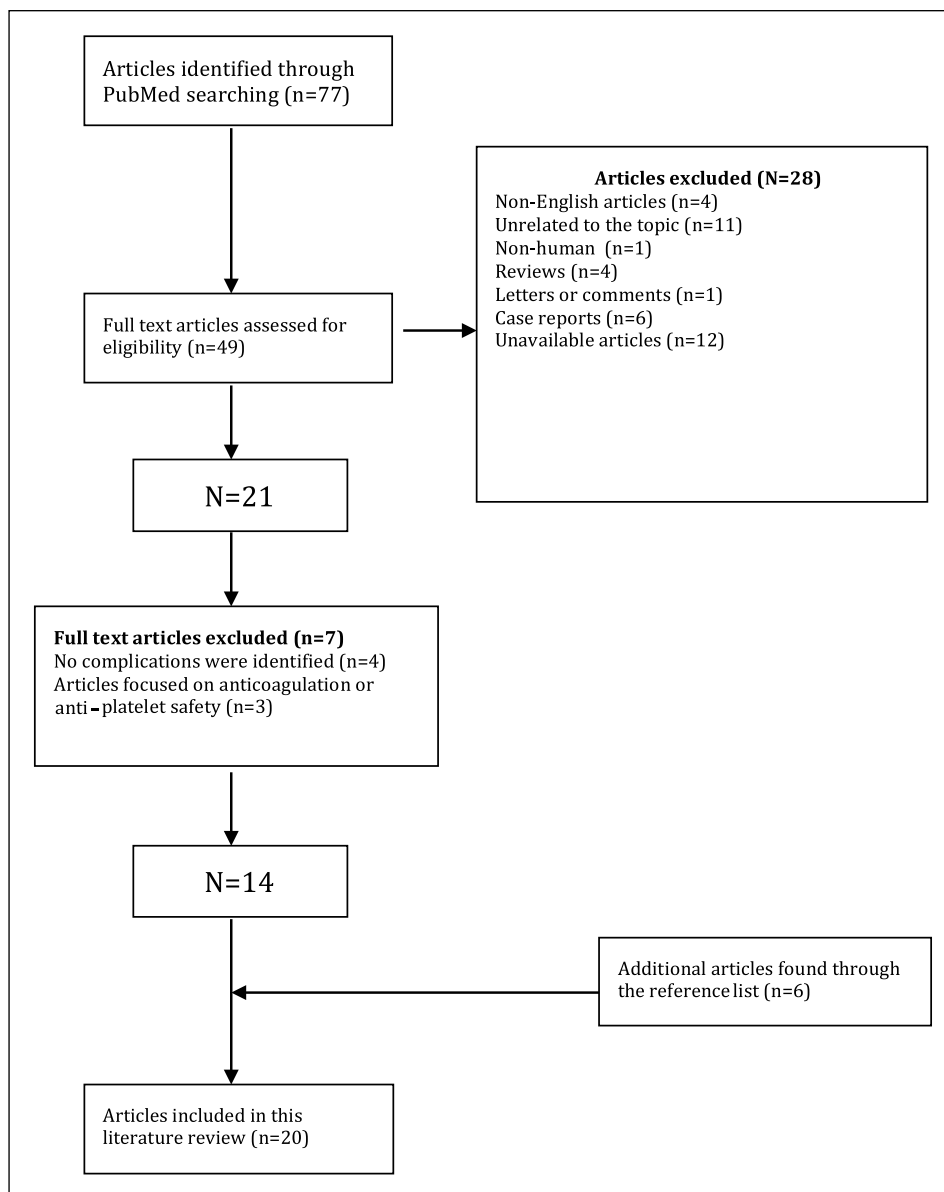 Articles identified through
PubMed searching (n=77)
Articles excluded (N=28)
Non-English articles (n=4)
Unrelated to the topic (n=11)
Non-human (n=1)
Reviews (n=4)
Letters or comments (n=1)
Case reports (n=6)
Unavailable articles (n=12)
Full text articles assessed for
eligibility (n=49)
N=21
Full text articles excluded (n=7)
No complications were identified (n=4)
Articles focused on anticoagulation or
anti-platelet safety (n=3)
N=14
Additional articles found through
the reference list (n=6)
Articles included in this
literature review (n=20)